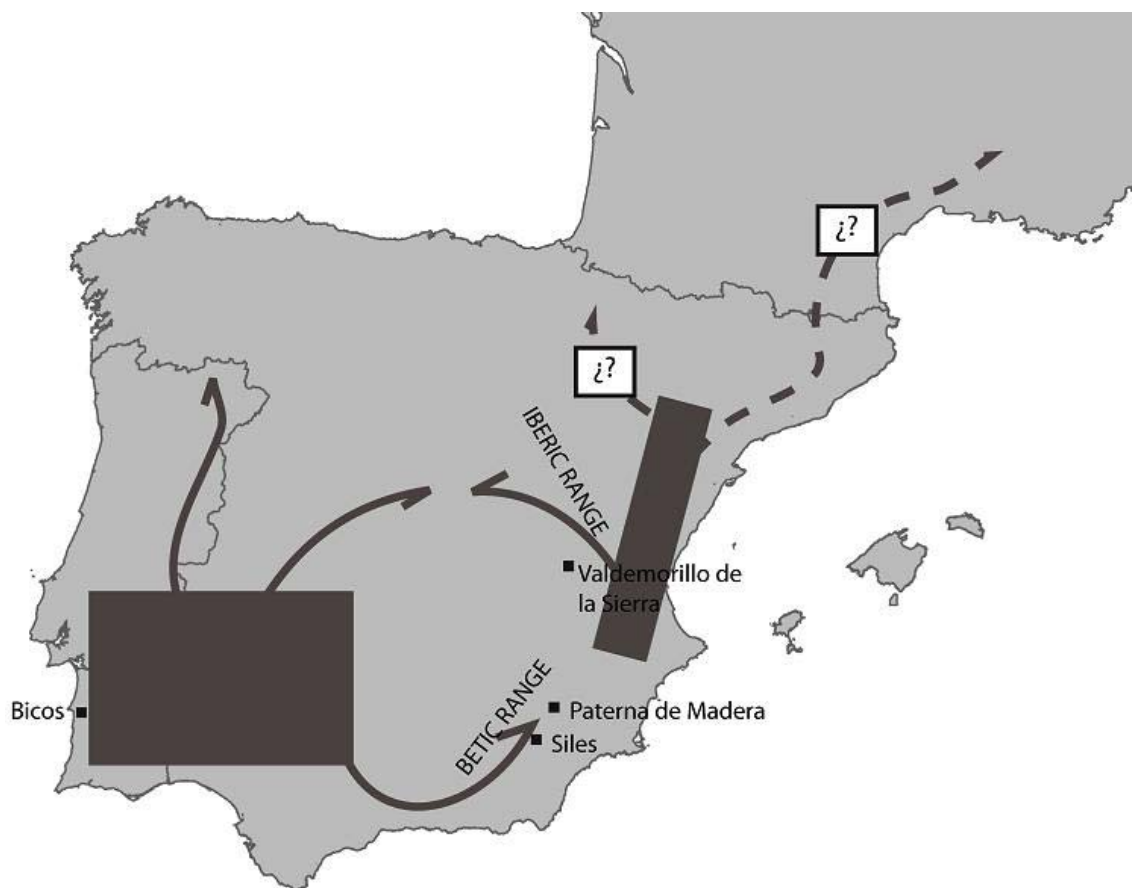 ¿?
¿?
IBERIC RANGE
Valdemorillo de
la Sierra
BETIC RANGE
Bicos
Paterna de Madera
Siles